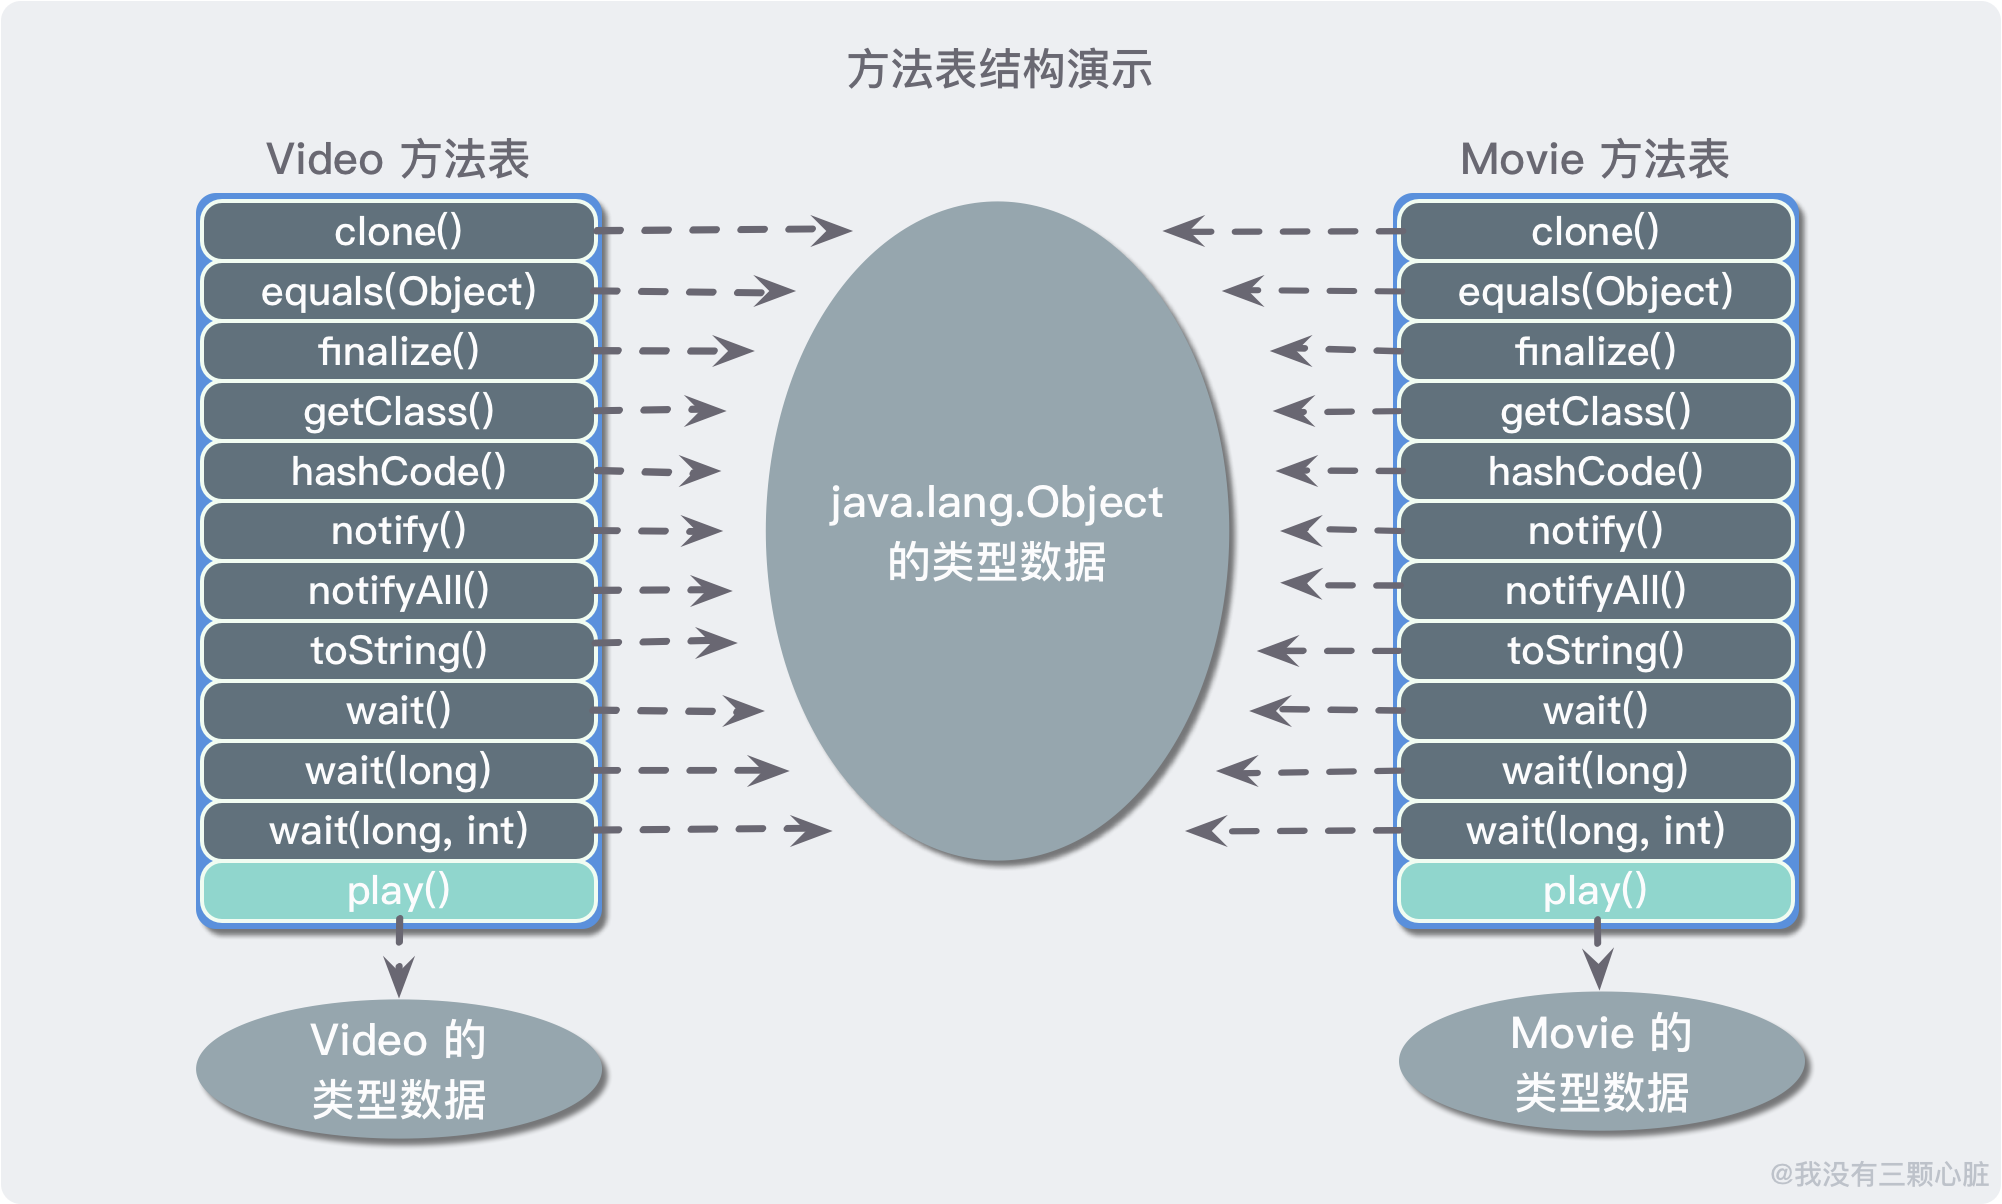 方法表结构演示
Video 方法表
clone()
equals(Object)
finalize()
getClass()
hashCode()
notify()
notifyAll()
toString()
wait()
wait(long)
wait(long, int)
play()
Video 的
类型数据
java.lang.Object
的类型数据
Movie 方法表
clone()
equals(Object)
finalize()
getClass()
hashCode()
notify()
notifyAll()
toString()
wait()
wait(long)
wait(long, int)
play()
Movie 的
类型数据
@我没有三颗心脏